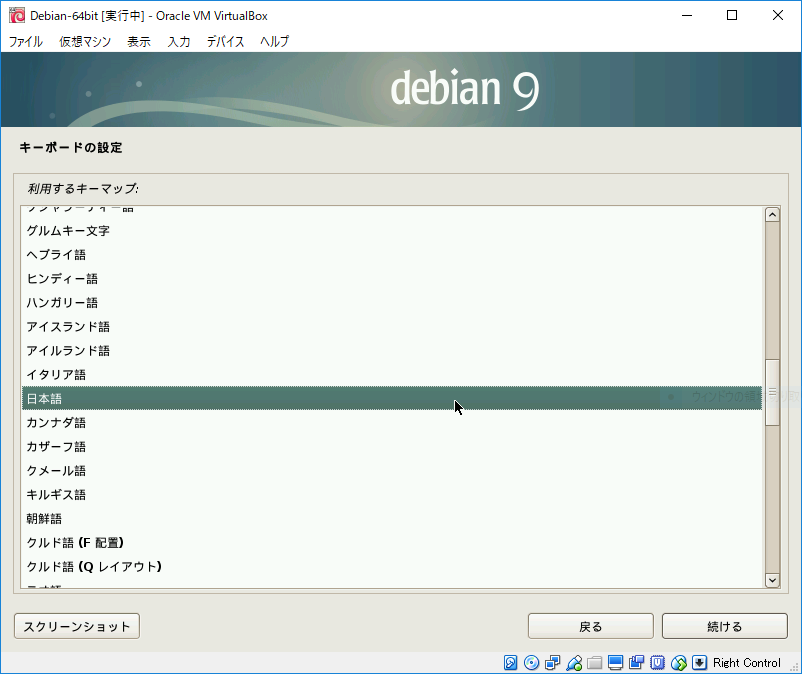 Debian-64bit [実行中] - Oracle VM VirtualBox
ファイル 仮想マシン 表示 入力 デバイス ヘルプ
debian 9
キーボードの設定
利用するキーマップ:
グルムキー文字
ヘブライ語
ヒンディー語
ハンガリー語
アイスランド語
アイルランド語
イタリア語
日本語
カンナダ語
カザーフ語
クメール語
キルギス語
朝鮮語
クルド語 (F 配置)
クルド語 (Q レイアウト)
スクリーンショット 戻る 続ける
Right Control